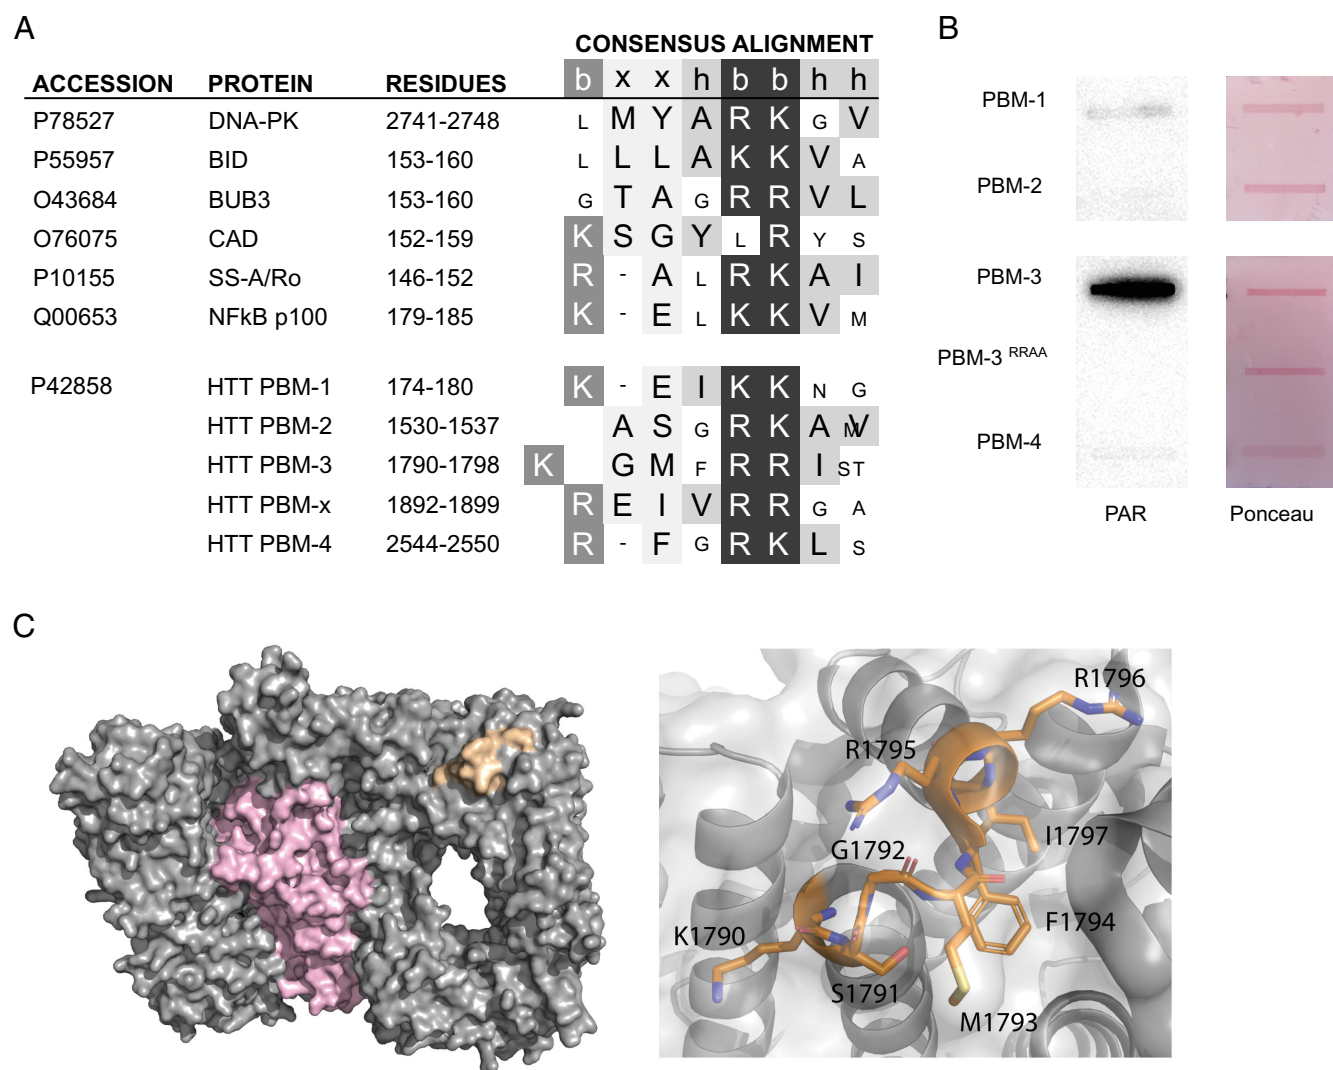 A
CONSENSUS ALIGNMENT
ACCESSION PROTEIN RESIDUES b x x h b b h h
P78527 DNA-PK 2741-2748 L M Y A R K G V
P55957 BID 153-160 L L L A K K V A
O43684 BUB3 153-160 G T A G R R V L
O76075 CAD 152-159 K S G Y L R Y S
P10155 SS-A/Ro 146-152 R - A L R K A I
Q00653 NFkB p100 179-185 K - E L K K V M
P42858 HTT PBM-1 174-180 K - E I K K N G
HTT PBM-2 1530-1537 A S G R K A M V
HTT PBM-3 1790-1798 K G M F R R I S T
HTT PBM-x 1892-1899 R E I V R R G A
HTT PBM-4 2544-2550 R - F G R K L S
B
PBM-1
PBM-2
PBM-3
PBM-3 RRAA
PBM-4
PAR Ponceau
C
R1796
R1795
I1797
G1792
F1794
K1790
S1791
M1793